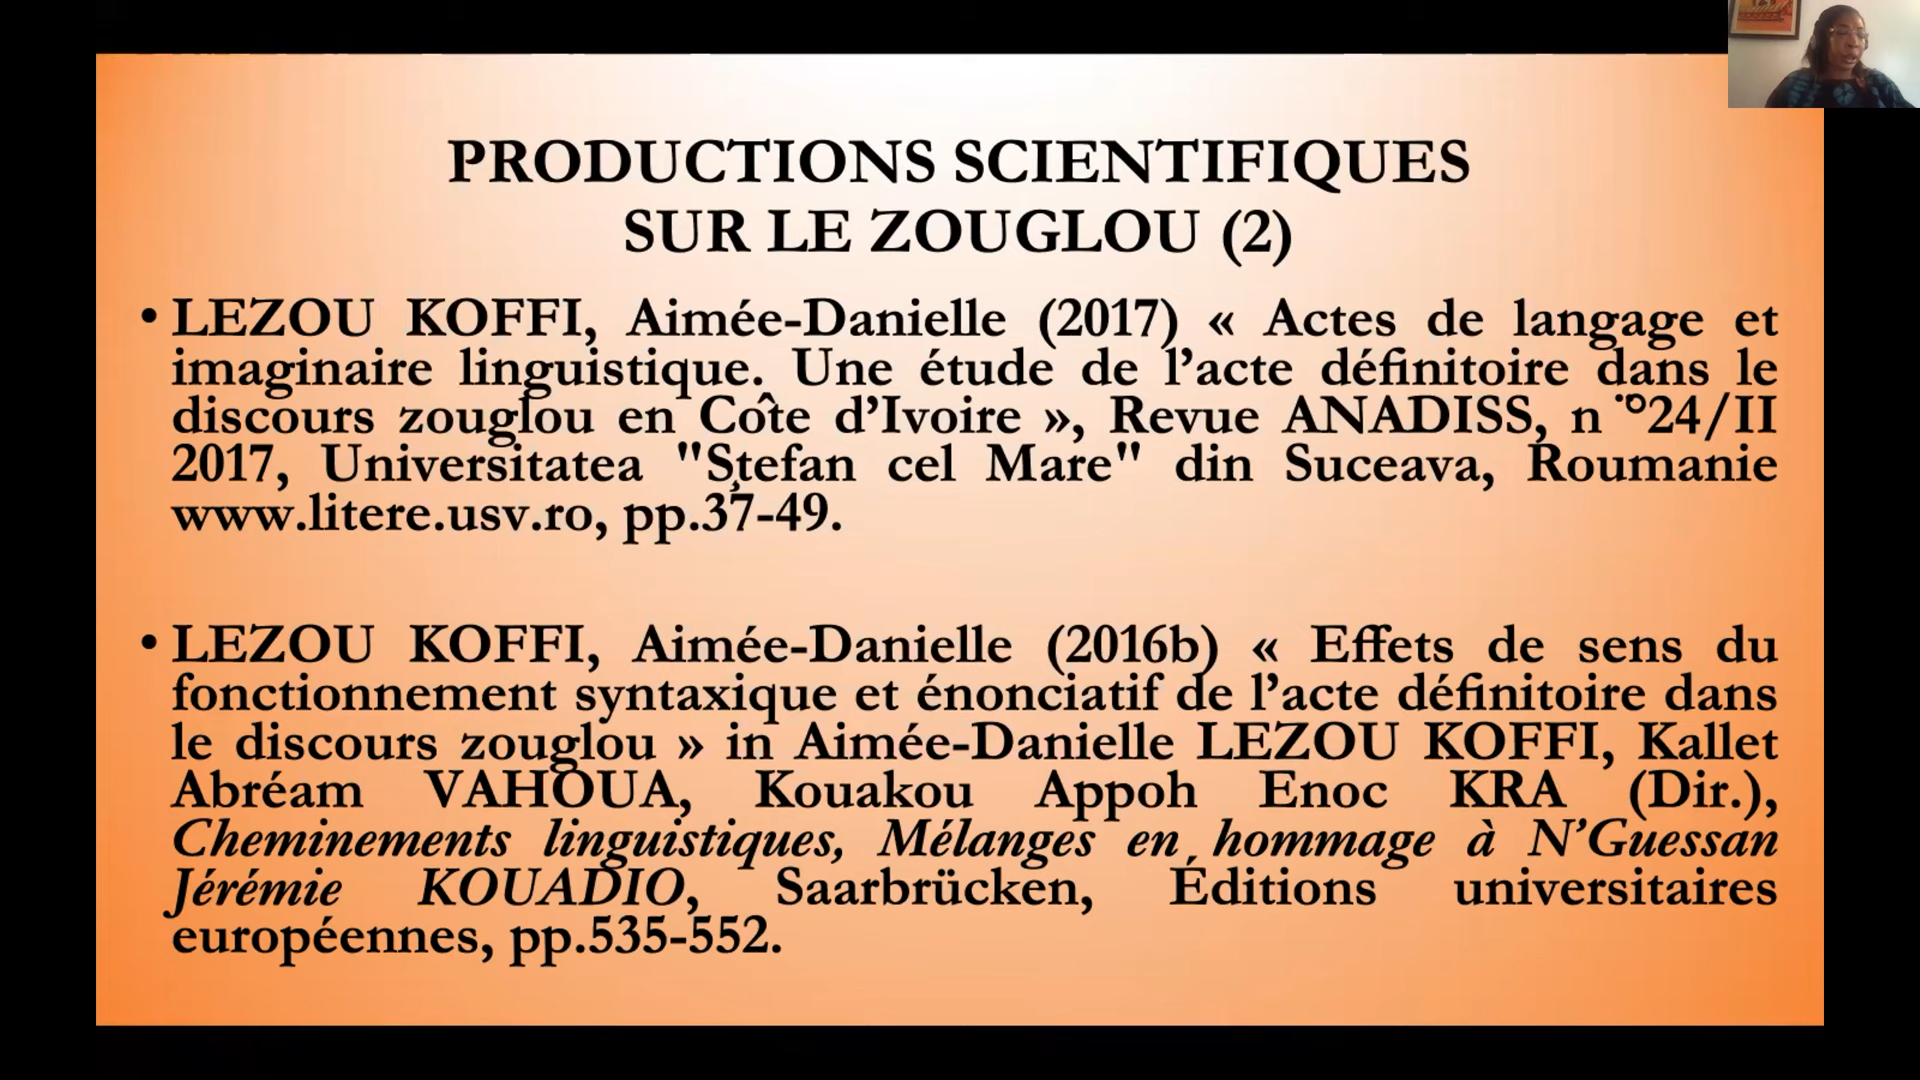 PRODUCTIONS SCIENTIFIQUES
SUR LE ZOUGLOU (2)
• LEZOU KOFFI, Aimée-Danielle (2017) « Actes de langage et
imaginaire linguistique. Une étude de l’acte définitoire dans le
discours zouglou en Côte d’Ivoire », Revue ANADISS, n ¨°24/II
2017, Universitatea "Ștefan cel Mare" din Suceava, Roumanie
www.litere.usv.ro, pp.37-49.
• LEZOU KOFFI, Aimée-Danielle (2016b) « Effets de sens du
fonctionnement syntaxique et énonciatif de l’acte définitoire dans
le discours zouglou » in Aimée-Danielle LEZOU KOFFI, Kallet
Abréam VAHOUA, Kouakou Appoh Enoc KRA (Dir.),
Cheminements linguistiques, Mélanges en hommage à N’Guessan
Jérémie KOUADIO, Saarbrücken, Éditions universitaires
européennes, pp.535-552.